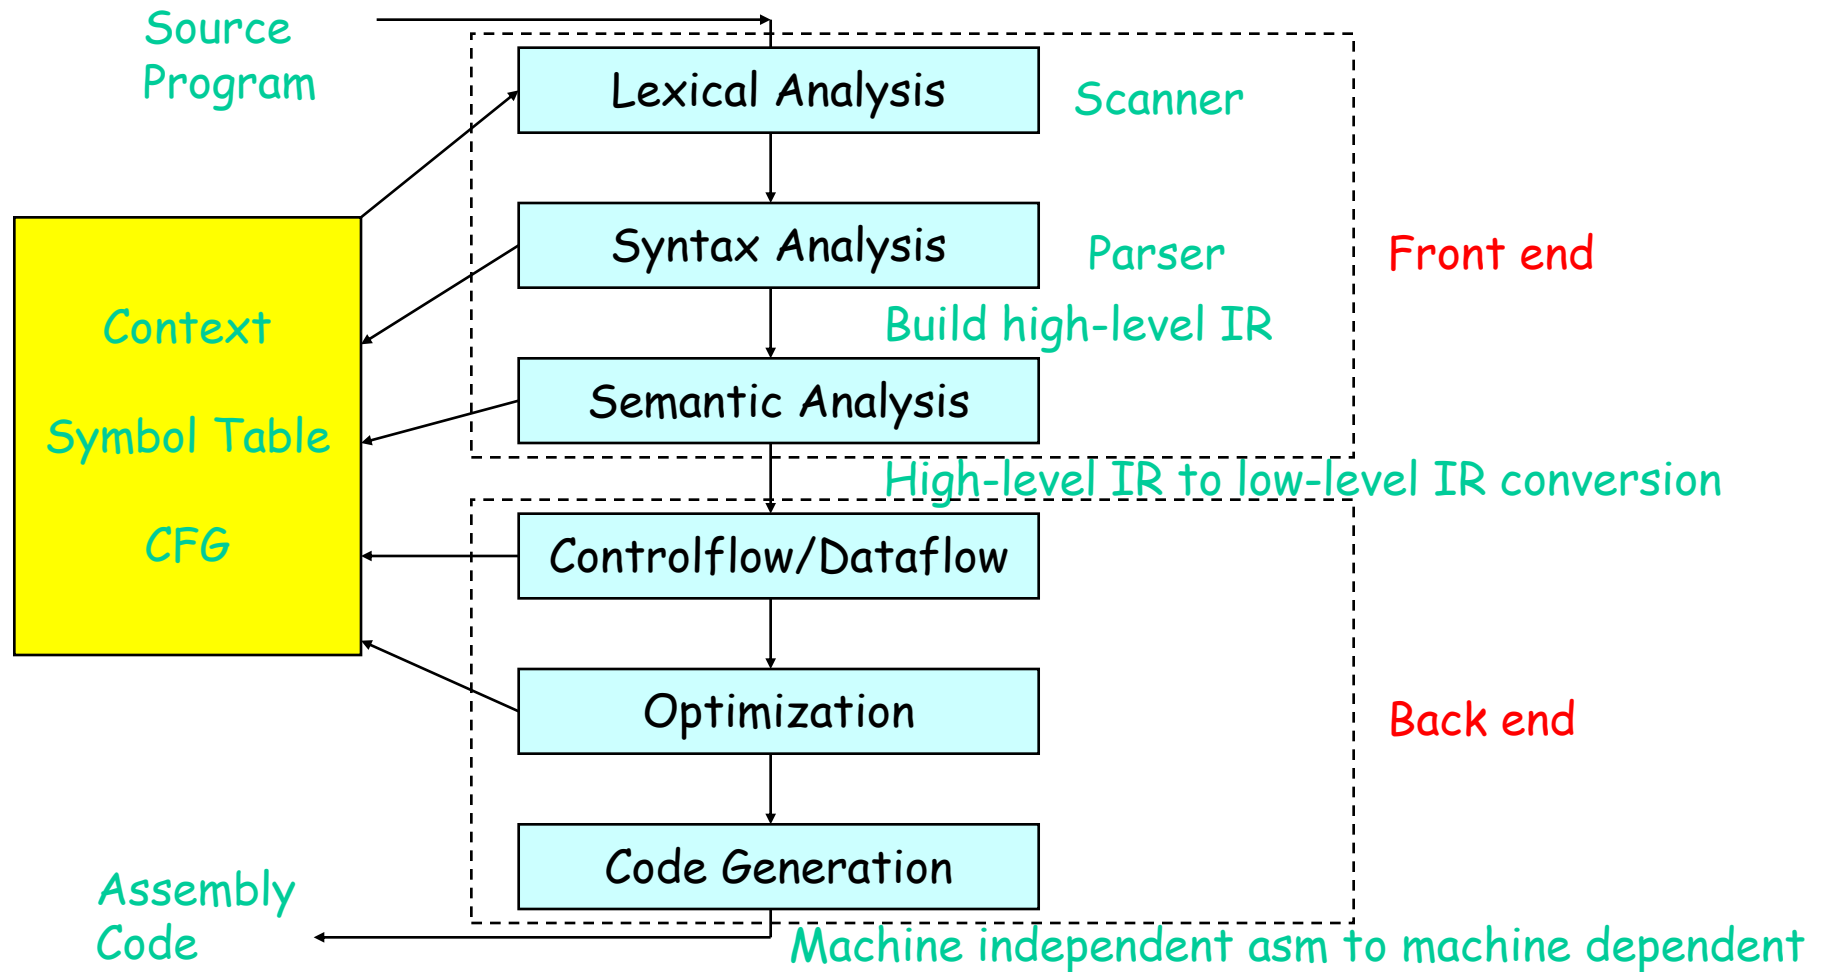 Source
Program
Lexical Analysis
Scanner
Syntax Analysis
Parser
Front end
Context
Build high-level IR
Semantic Analysis
Symbol Table
High-level IR to low-level IR conversion
CFG
Controlflow/Dataflow
Optimization
Back end
Code Generation
Assembly
Code
Machine independent asm to machine dependent